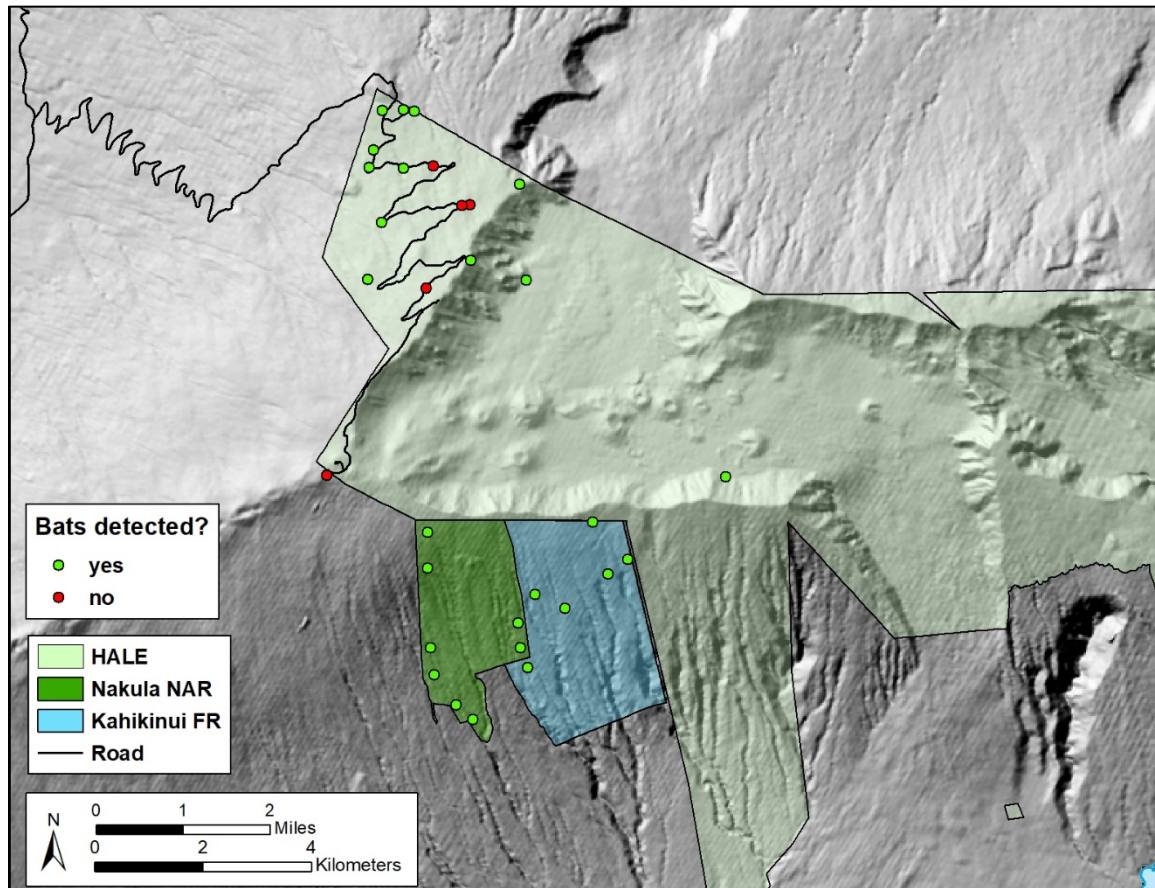 Bats detected?
yes
no
HALE
Nakula NAR
Kahikinui FR
Road
N
0 1 2
Miles
0 2 4
Kilometers